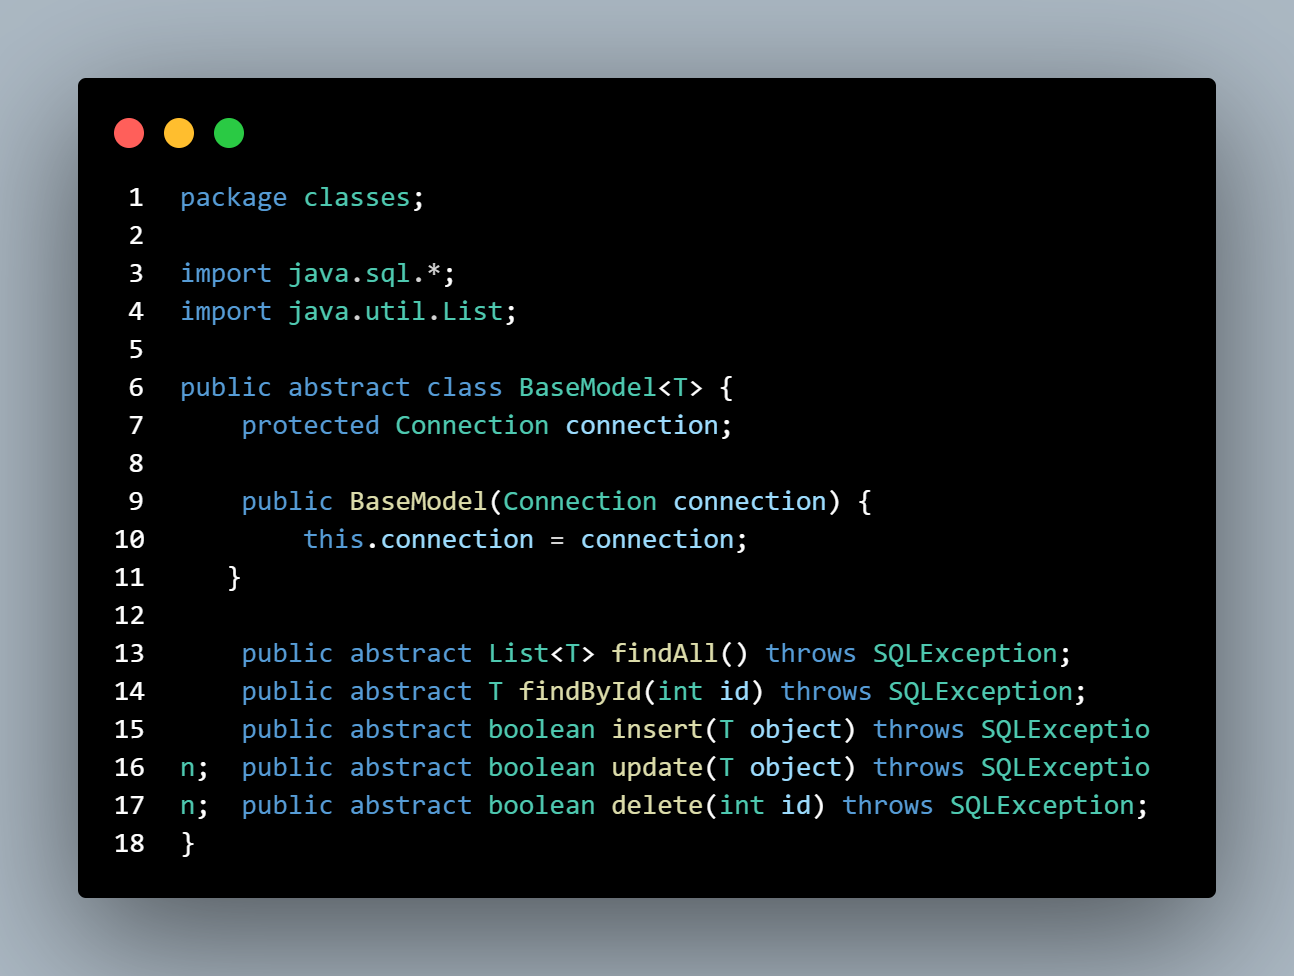 1 package classes;
2
3 import java.sql.*;
4 import java.util.List;
5
6 public abstract class BaseModel<T> {
7     protected Connection connection;
8
9     public BaseModel(Connection connection) {
10         this.connection = connection;
11    }
12
13     public abstract List<T> findAll() throws SQLException;
14     public abstract T findById(int id) throws SQLException;
15     public abstract boolean insert(T object) throws SQLExceptio
16 n;  public abstract boolean update(T object) throws SQLExceptio
17 n;  public abstract boolean delete(int id) throws SQLException;
18 }